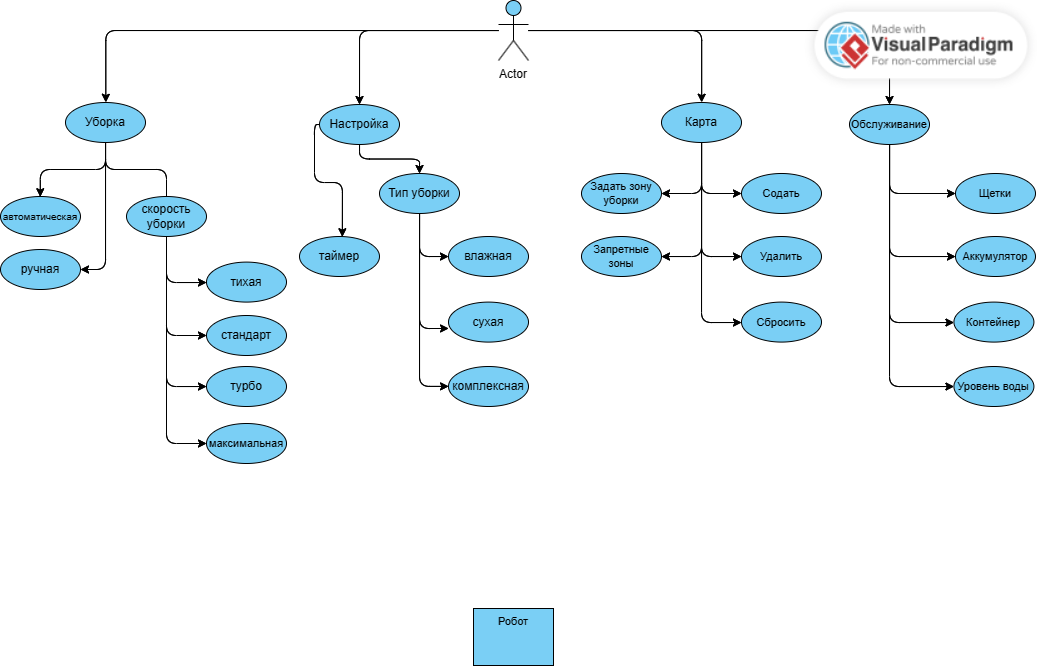 Made with
Visual Paradigm
For non-commercial use
Actor
Уборка
Настройка
Карта
Обслуживание
автоматическая
скорость
уборки
ручная
тихая
стандарт
турбо
максимальная
Тип уборки
таймер
влажная
сухая
комплексная
Задать зону
уборки
Содать
Запретные
зоны
Удалить
Сбросить
Щетки
Аккумулятор
Контейнер
Уровень воды
Робот